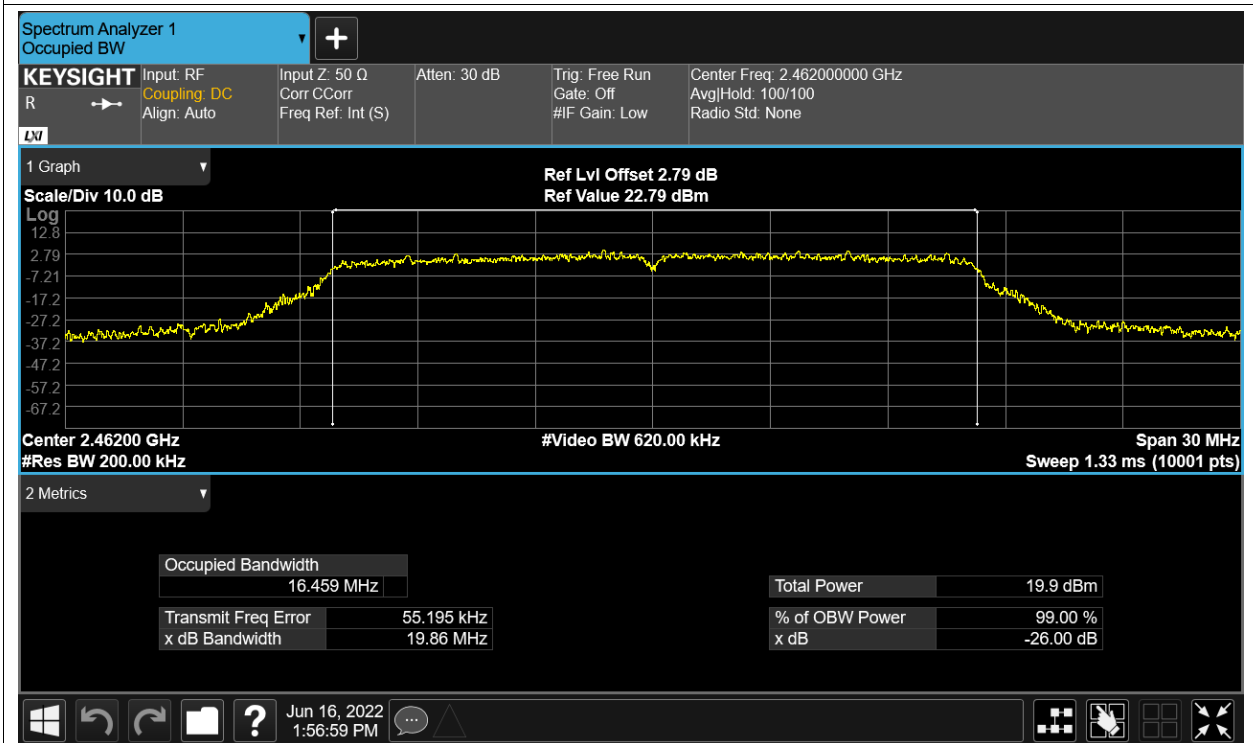 Spectrum Analyzer 1
Occupied BW
KEYSIGHT
R
LXI
Input: RF
Coupling: DC
Align: Auto
Input Z: 50 Ω
Corr CCorr
Freq Ref: Int (S)
Atten: 30 dB
Trig: Free Run
Gate: Off
#IF Gain: Low
Center Freq: 2.462000000 GHz
Avg|Hold: 100/100
Radio Std: None
1 Graph
Scale/Div 10.0 dB
Ref Lvl Offset 2.79 dB
Ref Value 22.79 dBm
Log
12.8
2.79
-7.21
-17.2
-27.2
-37.2
-47.2
-57.2
-67.2
Center 2.46200 GHz
#Video BW 620.00 kHz
Span 30 MHz
#Res BW 200.00 kHz
Sweep 1.33 ms (10001 pts)
2 Metrics
Occupied Bandwidth
16.459 MHz
Total Power 19.9 dBm
Transmit Freq Error 55.195 kHz
% of OBW Power 99.00 %
x dB Bandwidth 19.86 MHz
x dB -26.00 dB
?
Jun 16, 2022
1:56:59 PM